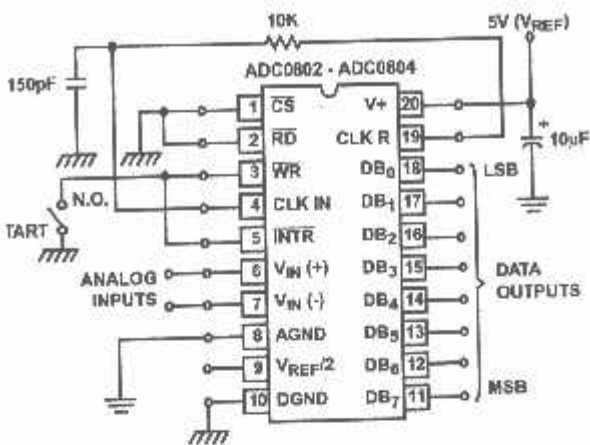 10K
5V (VREF)
150pF
ADC0802 - ADC0804
1 CS V+ 20
2 RD CLK R 19
10µF
+
3 WR DB0 18 LSB
N.O.
4 CLK IN DB1 17
TART
5 INTR DB2 16
ANALOG
INPUTS
6 VIN (+) DB3 15
DATA
OUTPUTS
7 VIN (-) DB4 14
8 AGND DB5 13
9 VREF/2 DB6 12
10 DGND DB7 11 MSB